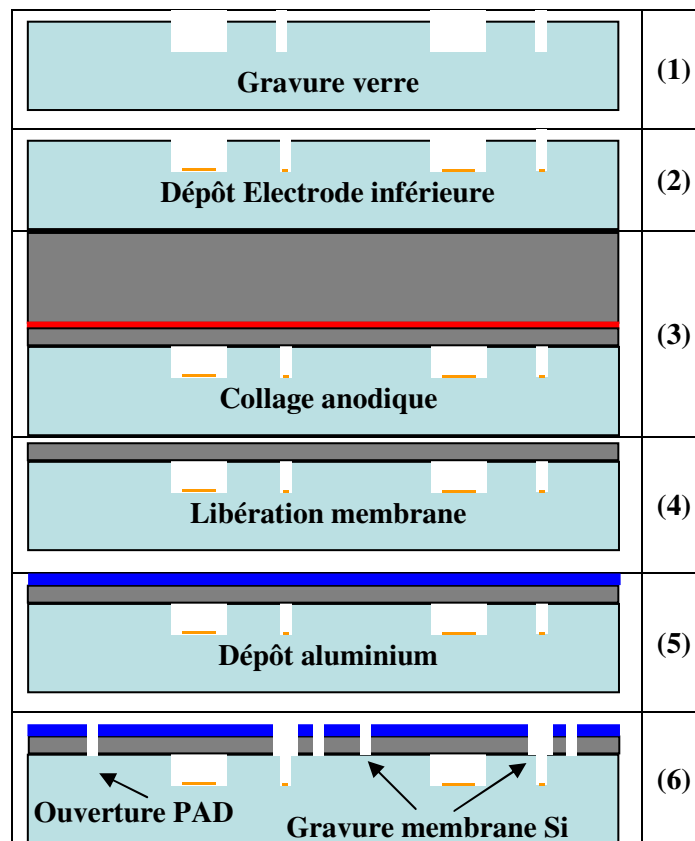 Gravure verre
(1)
Dépôt Electrode inférieure
(2)
Collage anodique
(3)
Libération membrane
(4)
Dépôt aluminium
(5)
Ouverture PAD
Gravure membrane Si
(6)